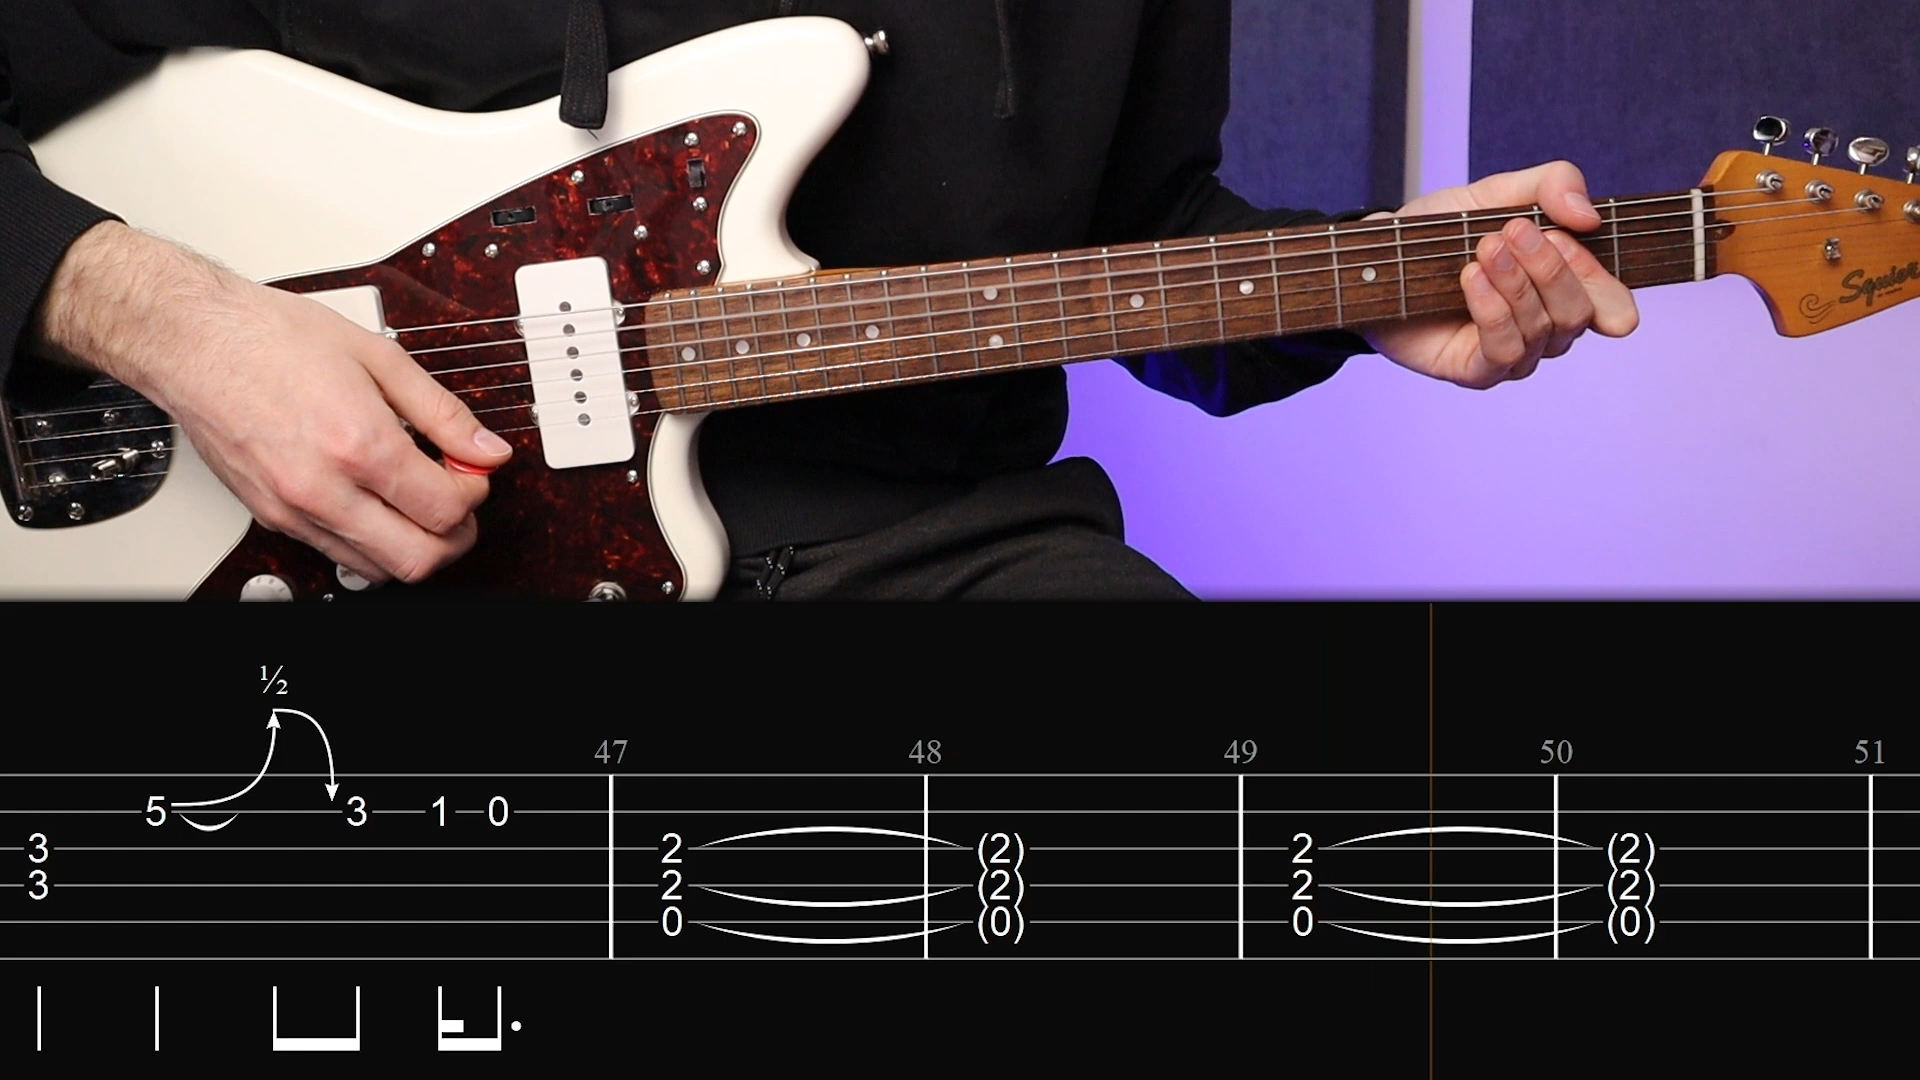 Squier
½
47 48 49 50 51
5 3 1 0
3 2 (2) 2 (2)
3 2 (2) 2 (2)
0 (0) 0 (0)